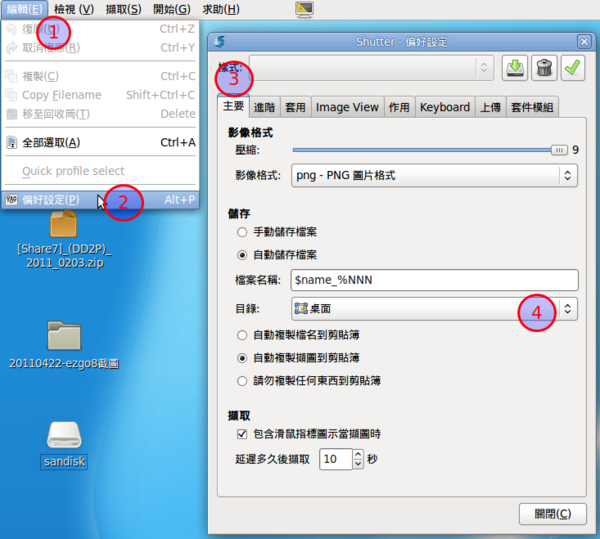 編輯(E) 檢視 (V) 擷取(S) 開始(G) 求助(H)
1
復原(U) Ctrl+Z
取消復原(R) Ctrl+Y
複製(C) Ctrl+C
Copy Filename Shift+Ctrl+C
移至回收筒(T) Delete
全部選取(A) Ctrl+A
Quick profile select
偏好設定(P) Alt+P
2
[Share7]_(DD2P)_
2011_0203.zip
20110422-ezgo8截圖
sandisk
Shutter - 偏好設定
樣式:
3
主要 進階 套用 Image View 作用 Keyboard 上傳 套件模組
影像格式
壓縮: 9
影像格式: png - PNG 圖片格式
儲存
手動儲存檔案
自動儲存檔案
檔案名稱: $name_%NNN
目錄: 桌面
4
自動複製檔名到剪貼簿
自動複製擷圖到剪貼簿
請勿複製任何東西到剪貼簿
擷取
包含滑鼠指標圖示當擷圖時
延遲多久後擷取 10 秒
關閉(C)